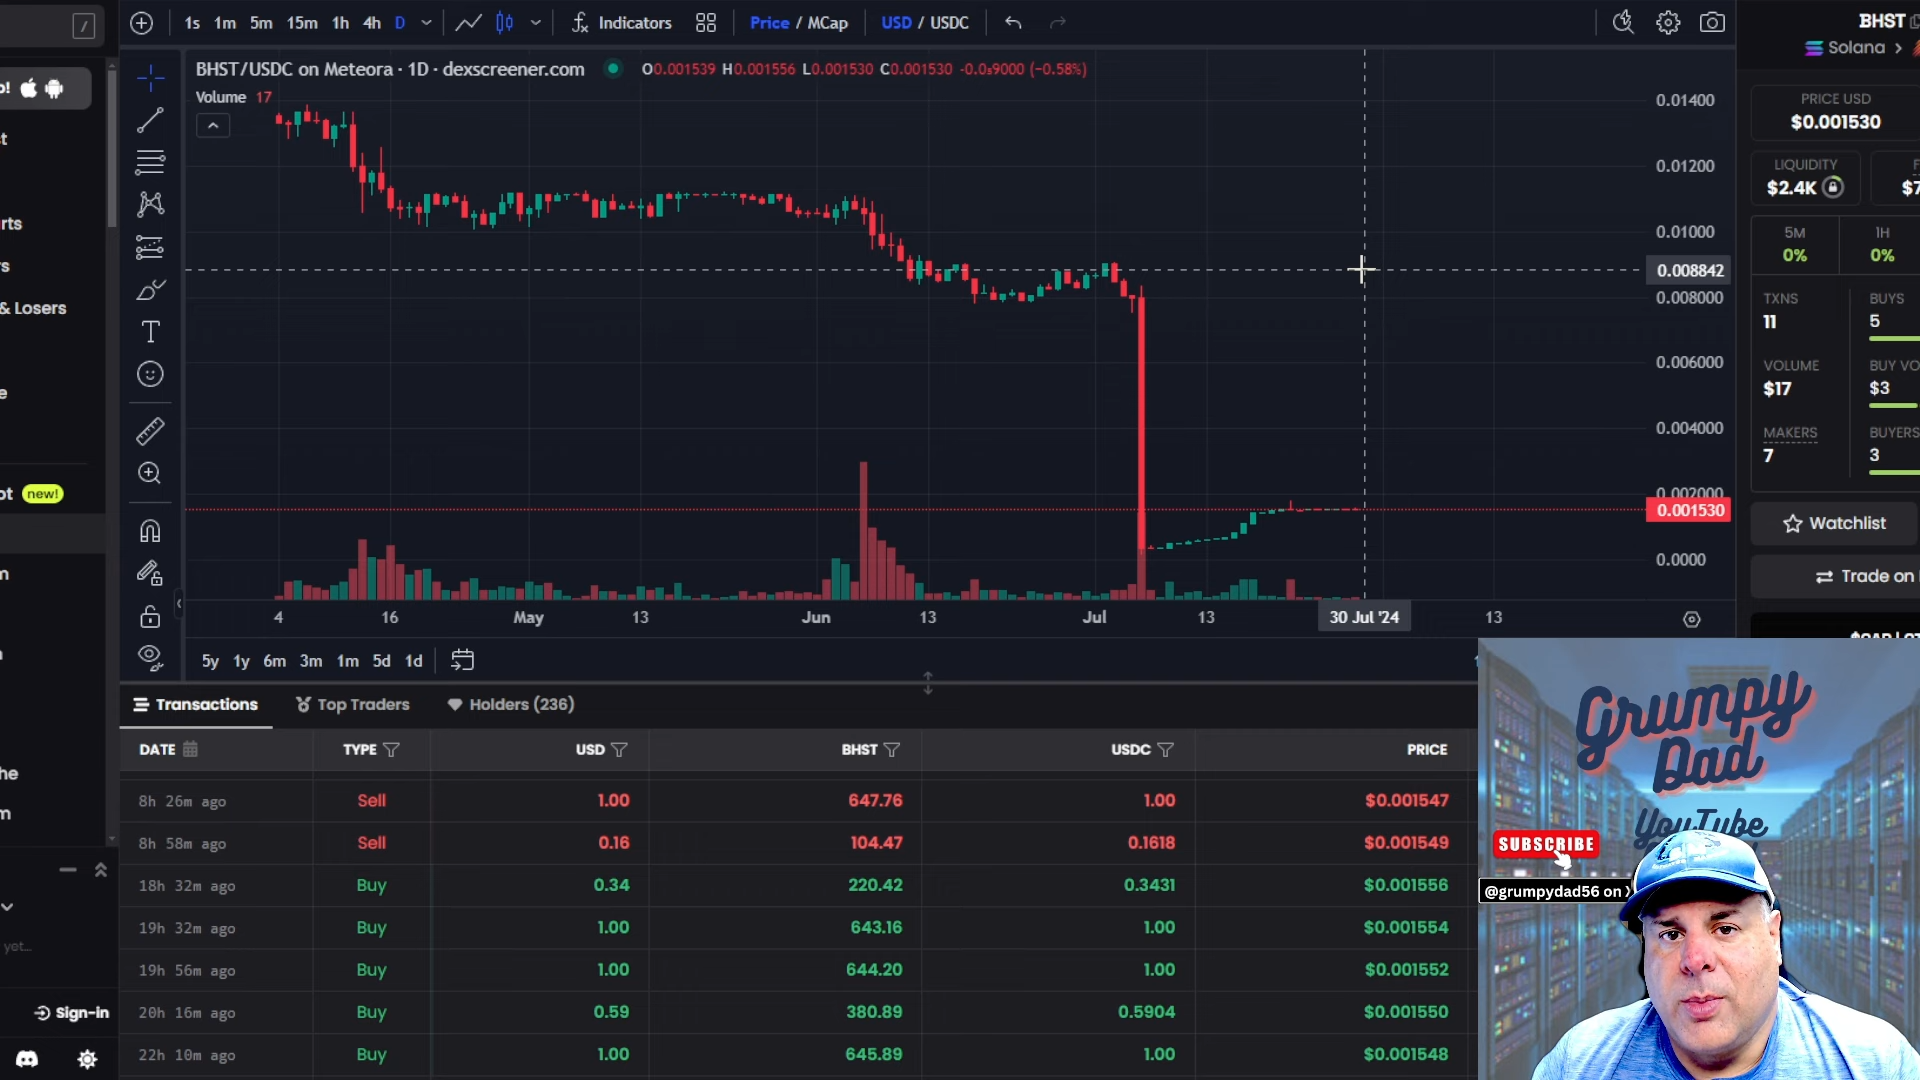 /
1s 1m 5m 15m 1h 4h D Indicators Price / MCap USD / USDC
BHST
Solana >
BHST/USDC on Meteora · 1D · dexscreener.com O0.001539 H0.001556 L0.001530 C0.001530 -0.0₅9000 (−0.58%)
Volume 17
0.01400
0.01200
0.01000
0.008842
0.008000
0.006000
0.004000
0.002000
0.001530
0.0000
4 16 May 13 Jun 13 Jul 13 30 Jul '24 13
5y 1y 6m 3m 1m 5d 1d
PRICE USD
$0.001530
LIQUIDITY
$2.4K
$7
5M 1H
0% 0%
TXNS BUYS
11 5
VOLUME BUY VO
$17 $3
MAKERS BUYERS
7 3
Watchlist
Trade on
& Losers
new!
Sign-in
Transactions Top Traders Holders (236)
DATE TYPE USD BHST USDC PRICE
8h 26m ago Sell 1.00 647.76 1.00 $0.001547
8h 58m ago Sell 0.16 104.47 0.1618 $0.001549
18h 32m ago Buy 0.34 220.42 0.3431 $0.001556
19h 32m ago Buy 1.00 643.16 1.00 $0.001554
19h 56m ago Buy 1.00 644.20 1.00 $0.001552
20h 16m ago Buy 0.59 380.89 0.5904 $0.001550
22h 10m ago Buy 1.00 645.89 1.00 $0.001548
Grumpy
Dad
YouTube
SUBSCRIBE
@grumpydad56 on X